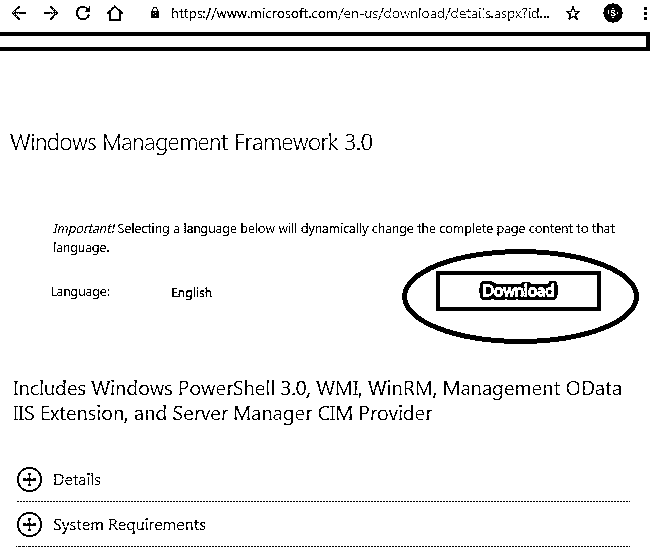 https://www.microsoft.com/en-us/download/details.aspx?id...
Windows Management Framework 3.0
Important! Selecting a language below will dynamically change the complete page content to that
language.
Language: English Download
Includes Windows PowerShell 3.0, WMI, WinRM, Management OData
IIS Extension, and Server Manager CIM Provider
Details
System Requirements